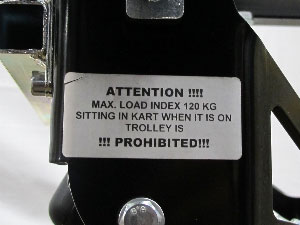 ATTENTION !!!!
MAX. LOAD INDEX 120 KG
SITTING IN KART WHEN IT IS ON
TROLLEY IS
!!! PROHIBITED!!!